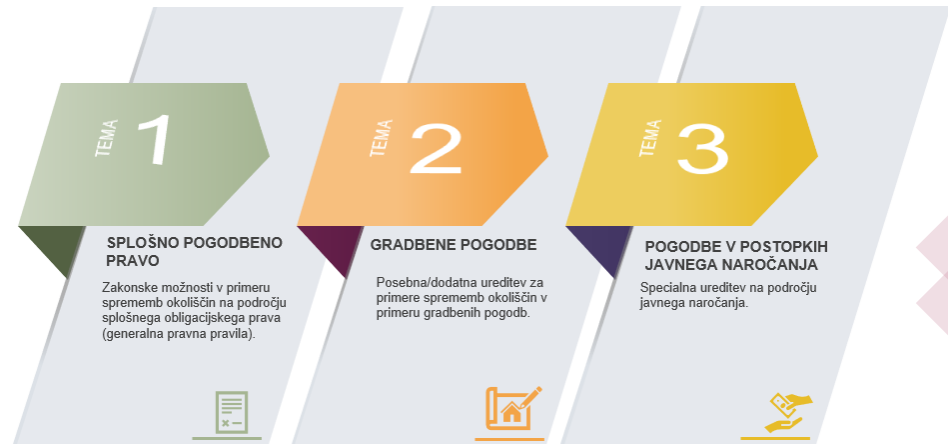 TEMA 1
SPLOŠNO POGODBENO
PRAVO
Zakonske možnosti v primeru
sprememb okoliščin na področju
splošnega obligacijskega prava
(generalna pravna pravila).
TEMA 2
GRADBENE POGODBE
Posebna/dodatna ureditev za
primere sprememb okoliščin v
primeru gradbenih pogodb.
TEMA 3
POGODBE V POSTOPKIH
JAVNEGA NAROČANJA
Specialna ureditev na področju
javnega naročanja.